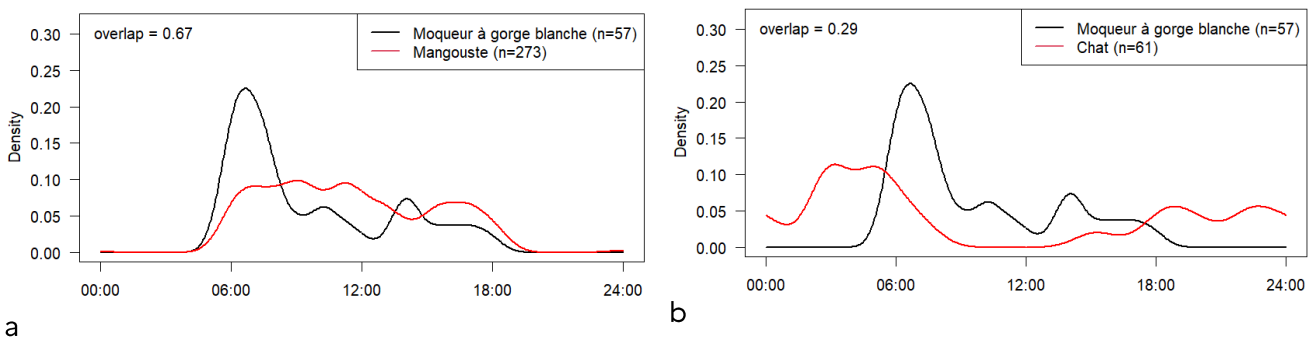 overlap = 0.67
Moqueur à gorge blanche (n=57)
Mangouste (n=273)
Density
0.30
0.25
0.20
0.15
0.10
0.05
0.00
00:00 06:00 12:00 18:00 24:00
a
overlap = 0.29
Moqueur à gorge blanche (n=57)
Chat (n=61)
Density
0.30
0.25
0.20
0.15
0.10
0.05
0.00
00:00 06:00 12:00 18:00 24:00
b